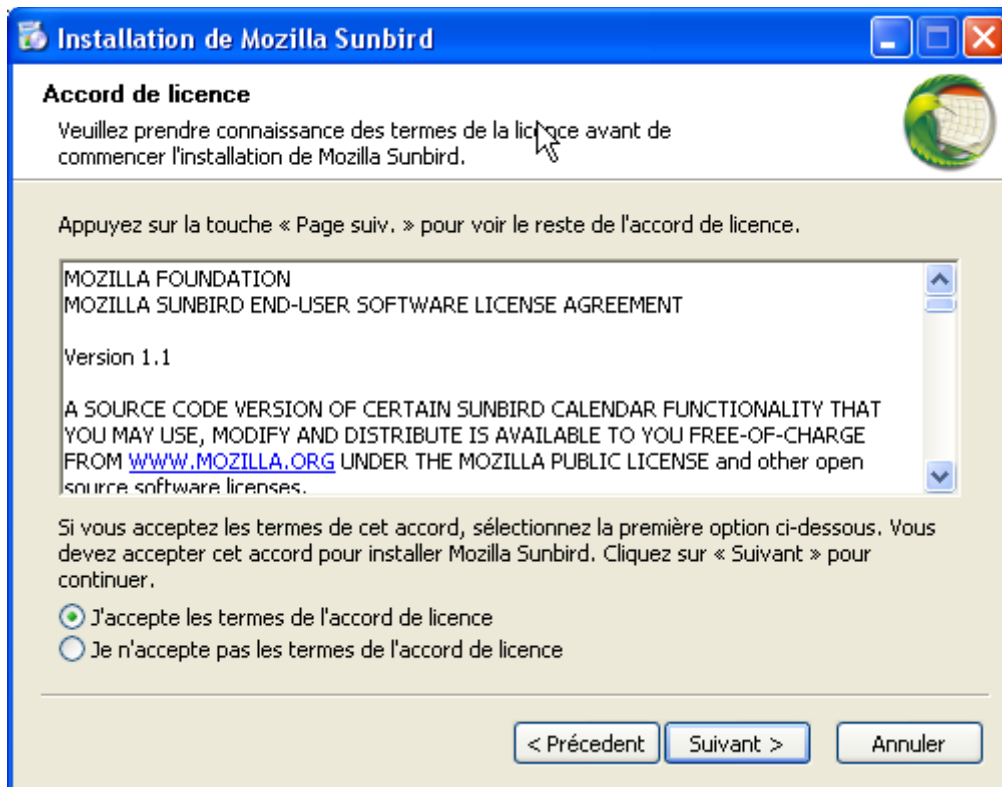 Installation de Mozilla Sunbird
Accord de licence
Veuillez prendre connaissance des termes de la licence avant de
commencer l'installation de Mozilla Sunbird.
Appuyez sur la touche « Page suiv. » pour voir le reste de l'accord de licence.
MOZILLA FOUNDATION
MOZILLA SUNBIRD END-USER SOFTWARE LICENSE AGREEMENT
Version 1.1
A SOURCE CODE VERSION OF CERTAIN SUNBIRD CALENDAR FUNCTIONALITY THAT
YOU MAY USE, MODIFY AND DISTRIBUTE IS AVAILABLE TO YOU FREE-OF-CHARGE
FROM WWW.MOZILLA.ORG UNDER THE MOZILLA PUBLIC LICENSE and other open
source software licenses.
Si vous acceptez les termes de cet accord, sélectionnez la première option ci-dessous. Vous
devez accepter cet accord pour installer Mozilla Sunbird. Cliquez sur « Suivant » pour
continuer.
J'accepte les termes de l'accord de licence
Je n'accepte pas les termes de l'accord de licence
< Précedent Suivant > Annuler